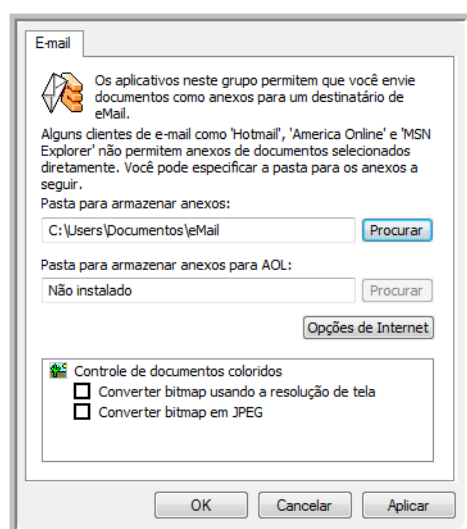 E-mail
Os aplicativos neste grupo permitem que você envie
documentos como anexos para um destinatário de
eMail.
Alguns clientes de e-mail como 'Hotmail', 'America Online' e 'MSN
Explorer' não permitem anexos de documentos selecionados
diretamente. Você pode especificar a pasta para os anexos a
seguir.
Pasta para armazenar anexos:
C:\Users\Documentos\eMail
Procurar
Pasta para armazenar anexos para AOL:
Não instalado
Procurar
Opções de Internet
Controle de documentos coloridos
Converter bitmap usando a resolução de tela
Converter bitmap em JPEG
OK
Cancelar
Aplicar